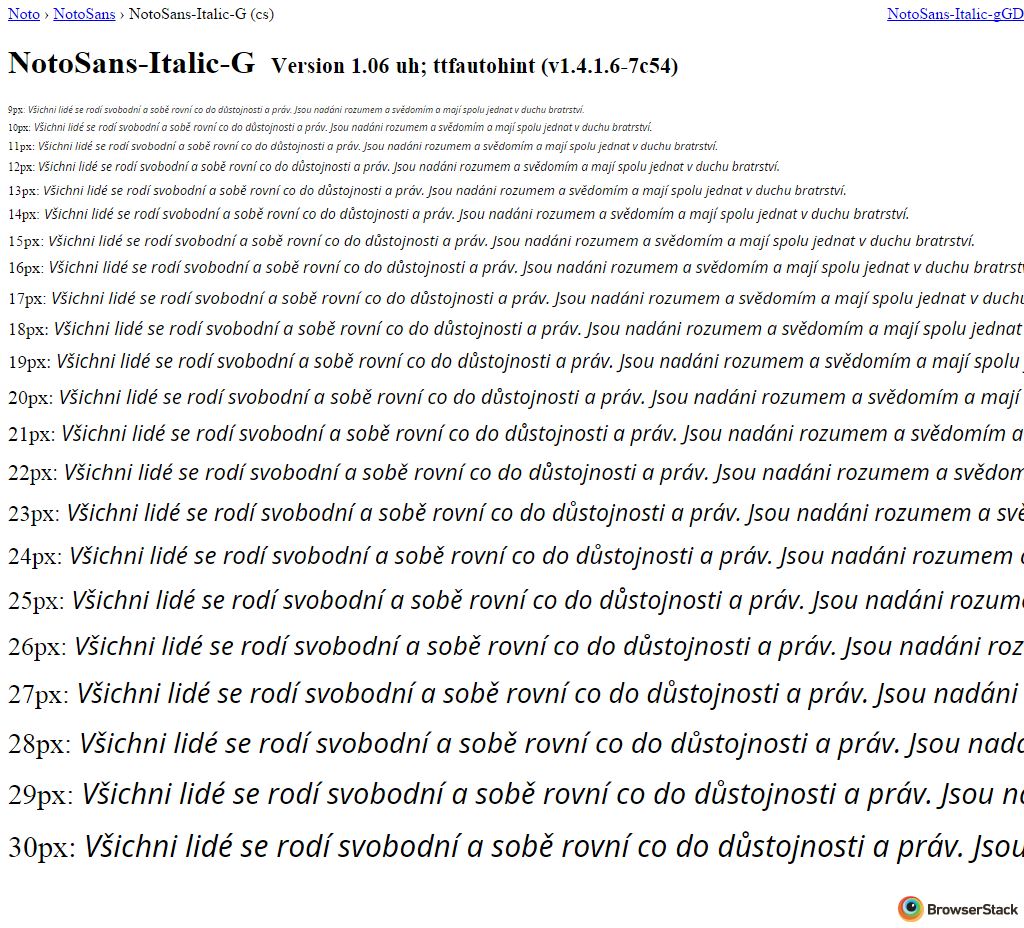 Noto › NotoSans › NotoSans-Italic-G (cs) NotoSans-Italic-gGD
NotoSans-Italic-G Version 1.06 uh; ttfautohint (v1.4.1.6-7c54)
9px: Všichni lidé se rodí svobodní a sobě rovní co do důstojnosti a práv. Jsou nadáni rozumem a svědomím a mají spolu jednat v duchu bratrství.
10px: Všichni lidé se rodí svobodní a sobě rovní co do důstojnosti a práv. Jsou nadáni rozumem a svědomím a mají spolu jednat v duchu bratrství.
11px: Všichni lidé se rodí svobodní a sobě rovní co do důstojnosti a práv. Jsou nadáni rozumem a svědomím a mají spolu jednat v duchu bratrství.
12px: Všichni lidé se rodí svobodní a sobě rovní co do důstojnosti a práv. Jsou nadáni rozumem a svědomím a mají spolu jednat v duchu bratrství.
13px: Všichni lidé se rodí svobodní a sobě rovní co do důstojnosti a práv. Jsou nadáni rozumem a svědomím a mají spolu jednat v duchu bratrství.
14px: Všichni lidé se rodí svobodní a sobě rovní co do důstojnosti a práv. Jsou nadáni rozumem a svědomím a mají spolu jednat v duchu bratrství.
15px: Všichni lidé se rodí svobodní a sobě rovní co do důstojnosti a práv. Jsou nadáni rozumem a svědomím a mají spolu jednat v duchu bratrství.
16px: Všichni lidé se rodí svobodní a sobě rovní co do důstojnosti a práv. Jsou nadáni rozumem a svědomím a mají spolu jednat v duchu bratrstv
17px: Všichni lidé se rodí svobodní a sobě rovní co do důstojnosti a práv. Jsou nadáni rozumem a svědomím a mají spolu jednat v duchu
18px: Všichni lidé se rodí svobodní a sobě rovní co do důstojnosti a práv. Jsou nadáni rozumem a svědomím a mají spolu jednat
19px: Všichni lidé se rodí svobodní a sobě rovní co do důstojnosti a práv. Jsou nadáni rozumem a svědomím a mají spolu
20px: Všichni lidé se rodí svobodní a sobě rovní co do důstojnosti a práv. Jsou nadáni rozumem a svědomím a mají
21px: Všichni lidé se rodí svobodní a sobě rovní co do důstojnosti a práv. Jsou nadáni rozumem a svědomím a
22px: Všichni lidé se rodí svobodní a sobě rovní co do důstojnosti a práv. Jsou nadáni rozumem a svědom
23px: Všichni lidé se rodí svobodní a sobě rovní co do důstojnosti a práv. Jsou nadáni rozumem a svě
24px: Všichni lidé se rodí svobodní a sobě rovní co do důstojnosti a práv. Jsou nadáni rozumem a
25px: Všichni lidé se rodí svobodní a sobě rovní co do důstojnosti a práv. Jsou nadáni rozum
26px: Všichni lidé se rodí svobodní a sobě rovní co do důstojnosti a práv. Jsou nadáni roz
27px: Všichni lidé se rodí svobodní a sobě rovní co do důstojnosti a práv. Jsou nadáni
28px: Všichni lidé se rodí svobodní a sobě rovní co do důstojnosti a práv. Jsou nadá
29px: Všichni lidé se rodí svobodní a sobě rovní co do důstojnosti a práv. Jsou na
30px: Všichni lidé se rodí svobodní a sobě rovní co do důstojnosti a práv. Jsou
BrowserStack